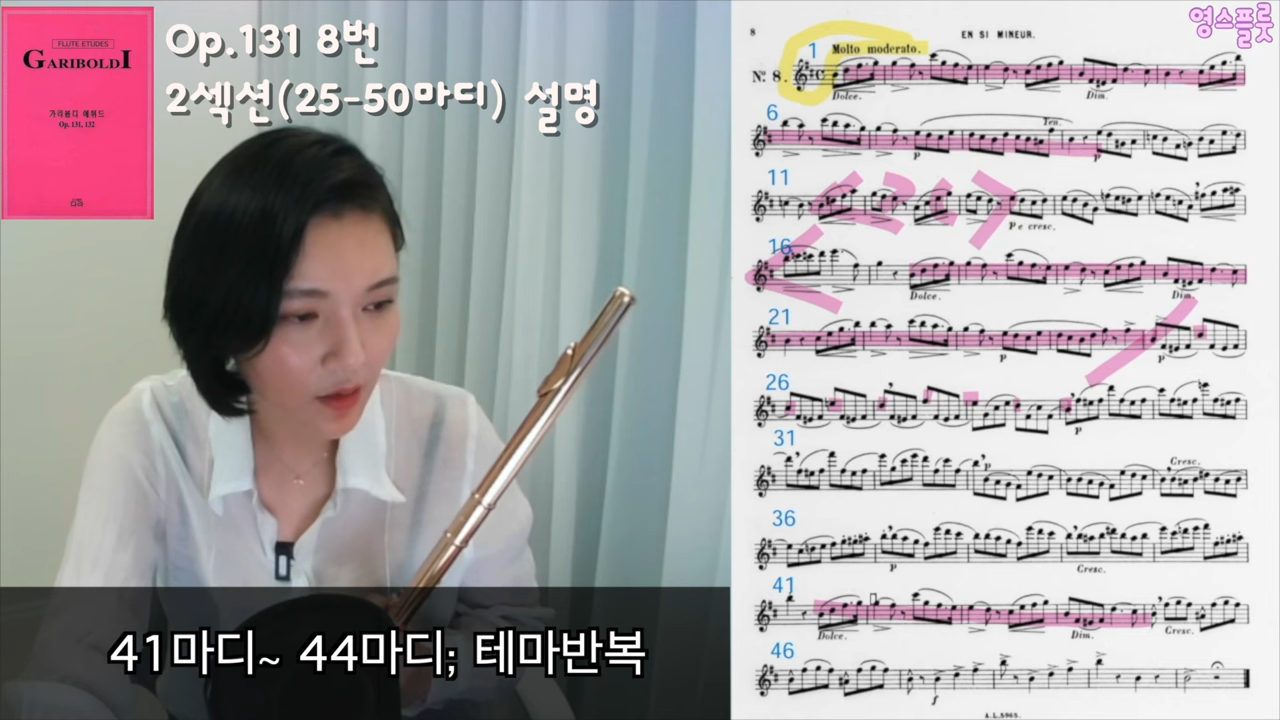 FLUTE ETUDES
GARIBOLDI
가리볼디 에튀드
Op. 131, 132
Op.131 8번
2섹션(25-50마디) 설명
41마디~ 44마디; 테마반복
영스플룻
8
EN SI MINEUR.
1 Molto moderato.
Nº 8.
Dolce. Dim.
6
Ten.
p p
11
p e cresc.
16
Dolce. Dim.
21
p p
26
p
31
p Cresc.
36
p Cresc.
41
Dolce. Dim. Cresc.
46
f
A.L.5965.